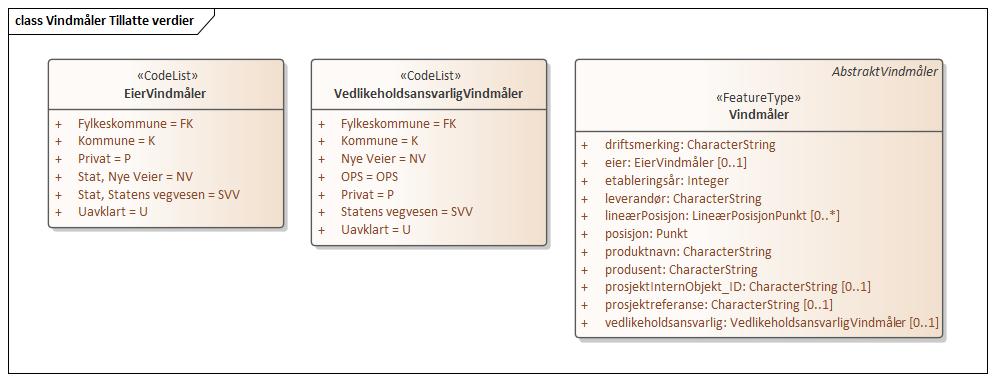 class Vindmåler Tillatte verdier
«CodeList»
EierVindmåler
+ Fylkeskommune = FK
+ Kommune = K
+ Privat = P
+ Stat, Nye Veier = NV
+ Stat, Statens vegvesen = SVV
+ Uavklart = U
«CodeList»
VedlikeholdsansvarligVindmåler
+ Fylkeskommune = FK
+ Kommune = K
+ Nye Veier = NV
+ OPS = OPS
+ Privat = P
+ Statens vegvesen = SVV
+ Uavklart = U
AbstraktVindmåler
«FeatureType»
Vindmåler
+ driftsmerking: CharacterString
+ eier: EierVindmåler [0..1]
+ etableringsår: Integer
+ leverandør: CharacterString
+ lineærPosisjon: LineærPosisjonPunkt [0..*]
+ posisjon: Punkt
+ produktnavn: CharacterString
+ produsent: CharacterString
+ prosjektInternObjekt_ID: CharacterString [0..1]
+ prosjektreferanse: CharacterString [0..1]
+ vedlikeholdsansvarlig: VedlikeholdsansvarligVindmåler [0..1]